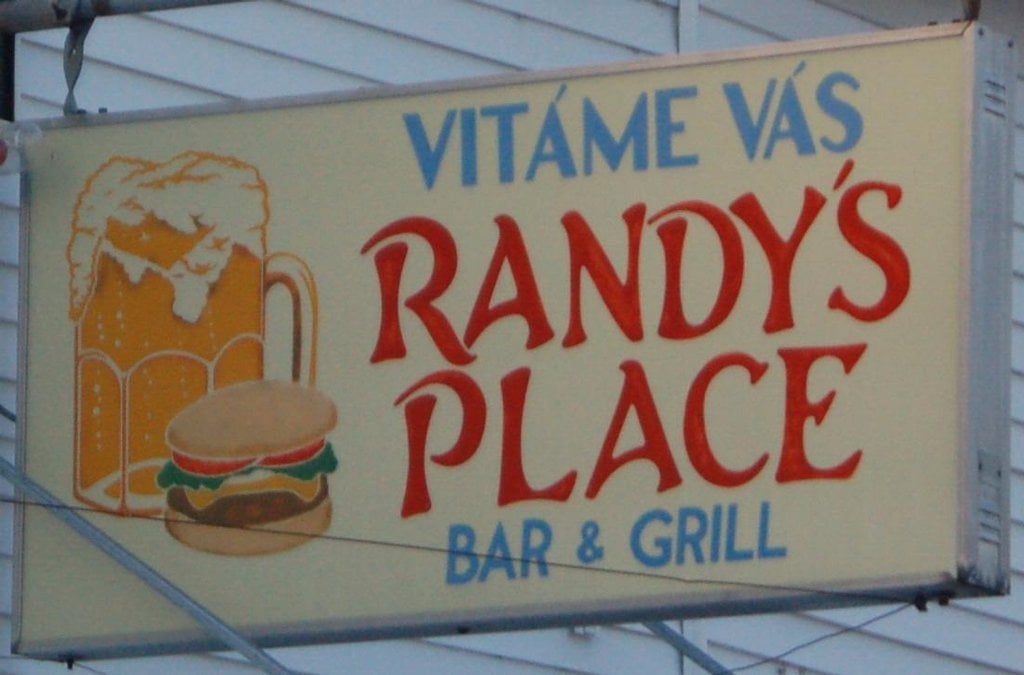 VITÁME VÁS
RANDY'S
PLACE
BAR & GRILL